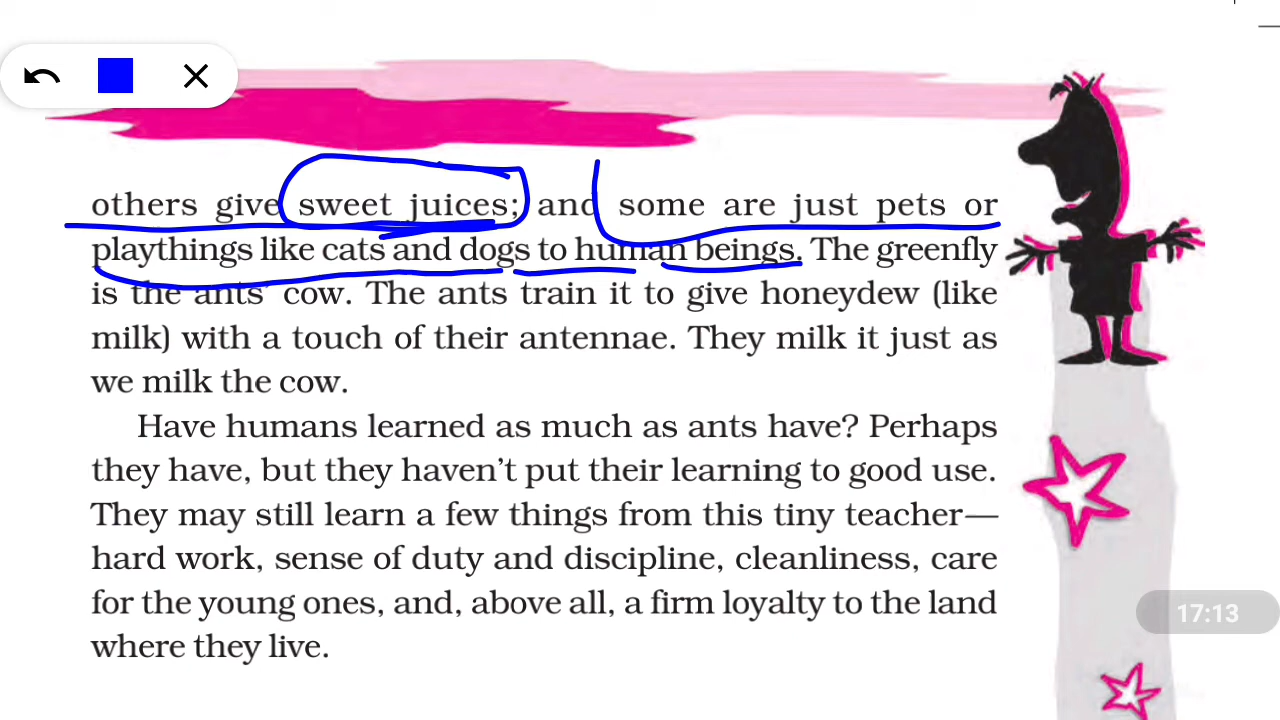 others give sweet juices; and some are just pets or
playthings like cats and dogs to human beings. The greenfly
is the ants’ cow. The ants train it to give honeydew (like
milk) with a touch of their antennae. They milk it just as
we milk the cow.
Have humans learned as much as ants have? Perhaps
they have, but they haven’t put their learning to good use.
They may still learn a few things from this tiny teacher—
hard work, sense of duty and discipline, cleanliness, care
for the young ones, and, above all, a firm loyalty to the land
where they live.
17:13